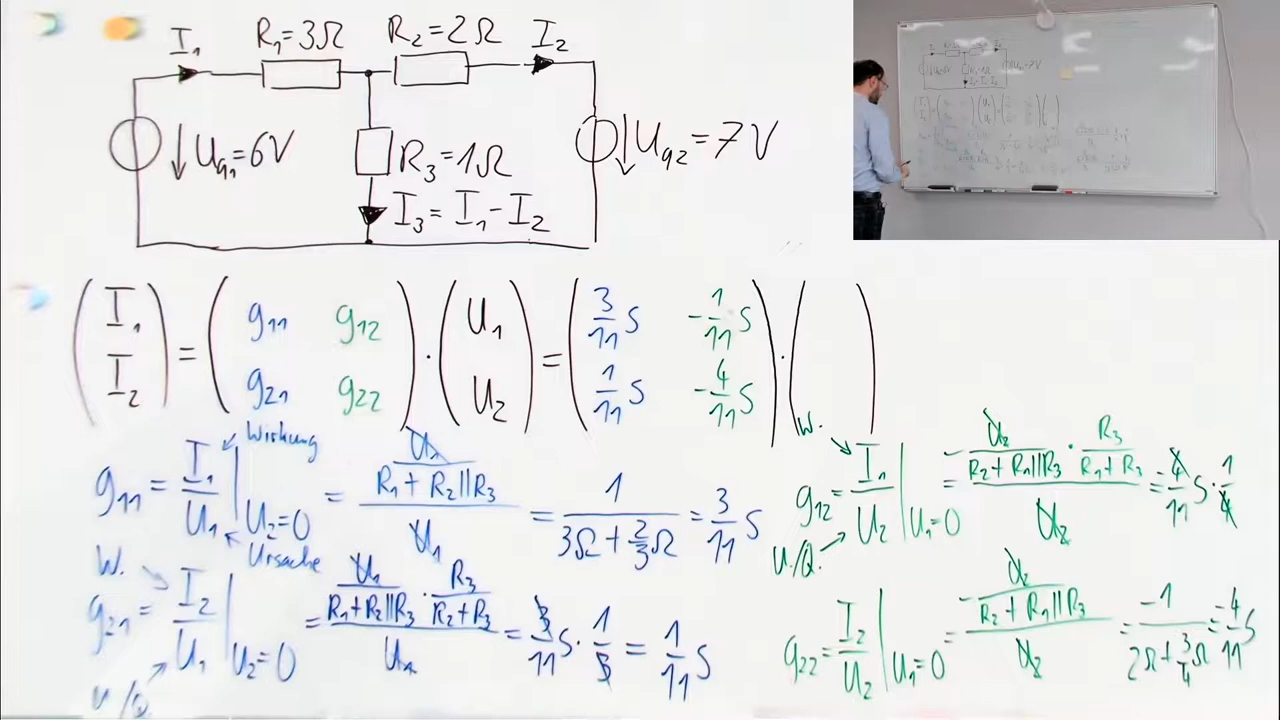 I₁ R₁=3Ω R₂=2Ω I₂
U_{q1}=6V R₃=1Ω U_{q2}=7V
I₃=I₁-I₂
(I₁ I₂) = (g₁₁ g₁₂ g₂₁ g₂₂) · (U₁ U₂) = (3/11 S -1/11 S 1/11 S -4/11 S) · ( )
Wirkung
g₁₁ = I₁/U₁ |U₂=0 = (U₁/(R₁+R₂||R₃))/U₁ = 1/(3Ω+2/3Ω) = 3/11 S
Ursache
W.
g₁₂ = I₁/U₂ |U₁=0 = (-U₂/(R₂+R₁||R₃) · R₃/(R₁+R₃))/U₂ = -4/11 S · 1/4
U./Q.
W.
g₂₁ = I₂/U₁ |U₂=0 = (U₁/(R₁+R₂||R₃) · R₃/(R₂+R₃))/U₁ = 3/11 S · 1/3 = 1/11 S
U/Q
g₂₂ = I₂/U₂ |U₁=0 = (-U₂/(R₂+R₁||R₃))/U₂ = -1/(2Ω+3/4Ω) = -4/11 S